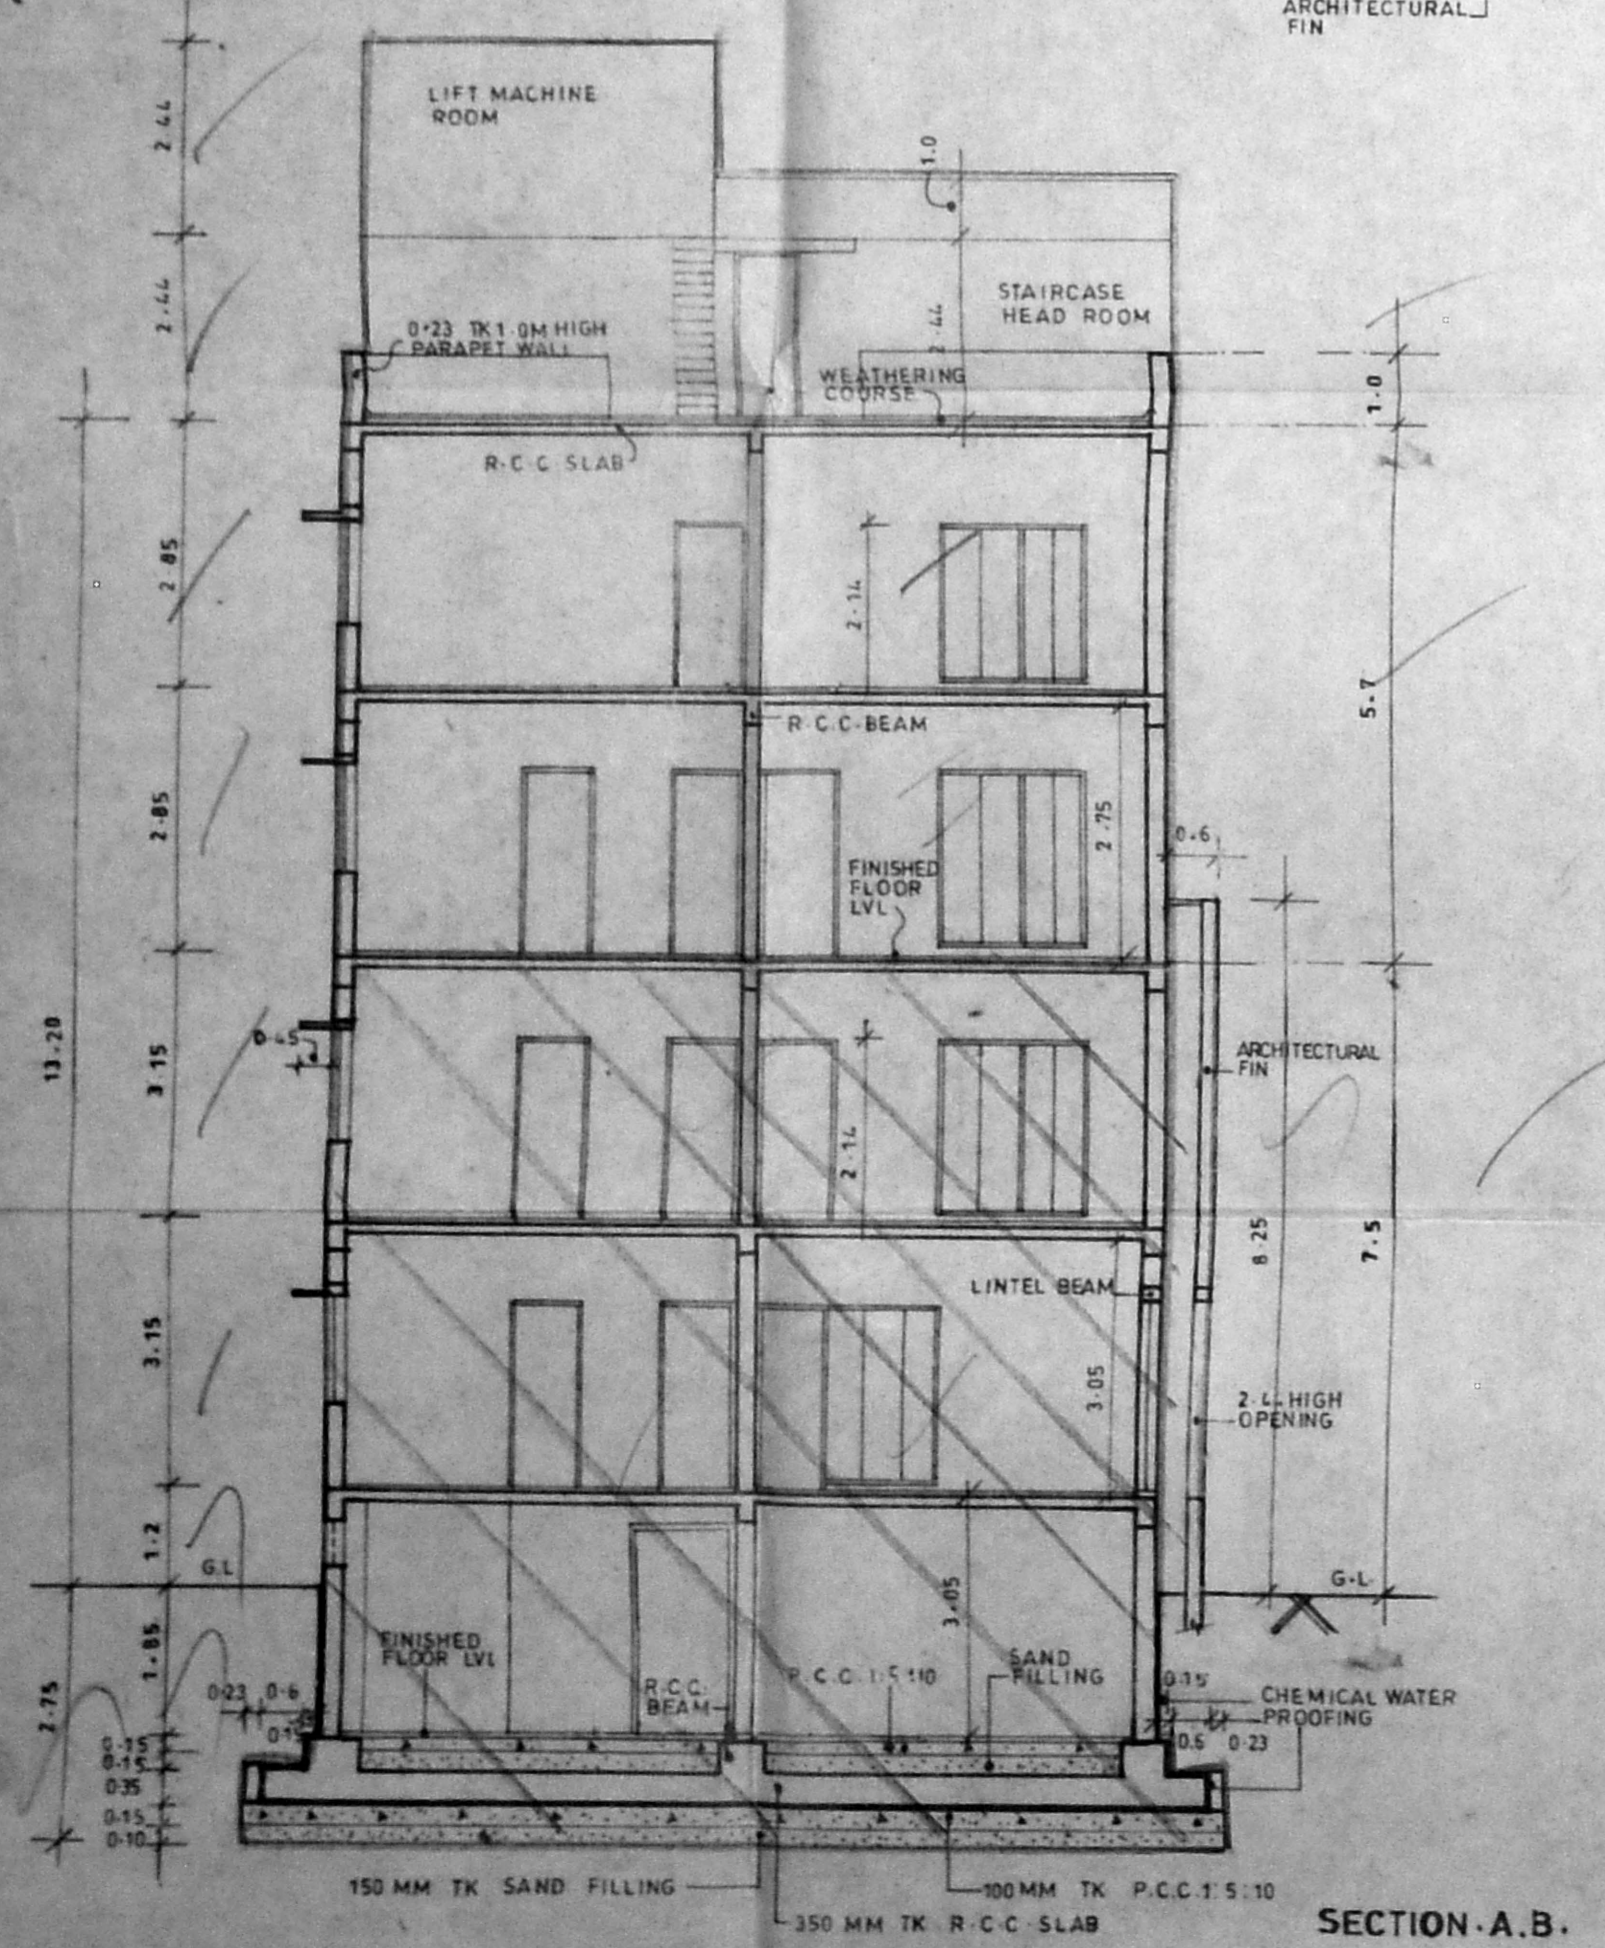 ARCHITECTURAL
FIN
LIFT MACHINE
ROOM
2.44
1.0
2.44
STAIRCASE
HEAD ROOM
0.23 TK 1.0M HIGH
PARAPET WALL
2.44
WEATHERING
COURSE
1.0
R.C.C SLAB
2.85
2.14
5.7
R.C.C.BEAM
2.85
2.75
0.6
FINISHED
FLOOR
LVL
13.20
0.45
3.15
ARCHITECTURAL
FIN
2.14
8.25
7.5
LINTEL BEAM
3.15
3.05
2.4 HIGH
OPENING
1.2
G.L
G.L.
3.05
1.85
FINISHED
FLOOR LVL
P.C.C.1:5:10
SAND
FILLING
R.C.C.
BEAM
2.75
0.23 0.6
0.15
0.15
CHEMICAL WATER
PROOFING
0.6 0.23
0.15
0.15
0.35
0.15
0.10
150 MM TK SAND FILLING
100 MM TK P.C.C.1:5:10
350 MM TK R.C.C SLAB
SECTION.A.B.